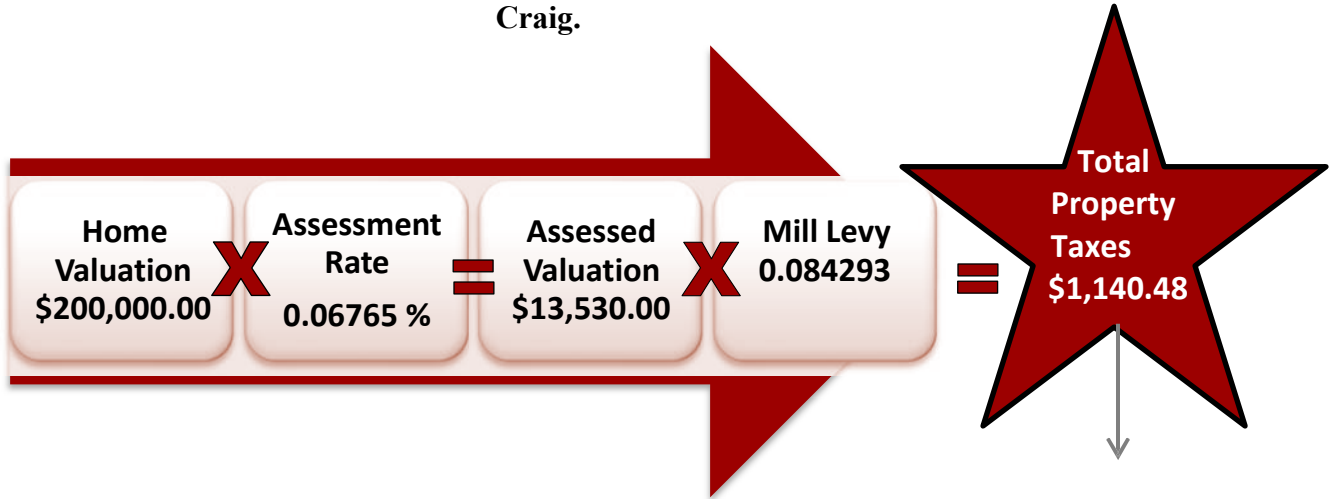 Craig.
Home
Valuation
$200,000.00
X
Assessment
Rate
0.06765 %
=
Assessed
Valuation
$13,530.00
X
Mill Levy
0.084293
=
Total
Property
Taxes
$1,140.48